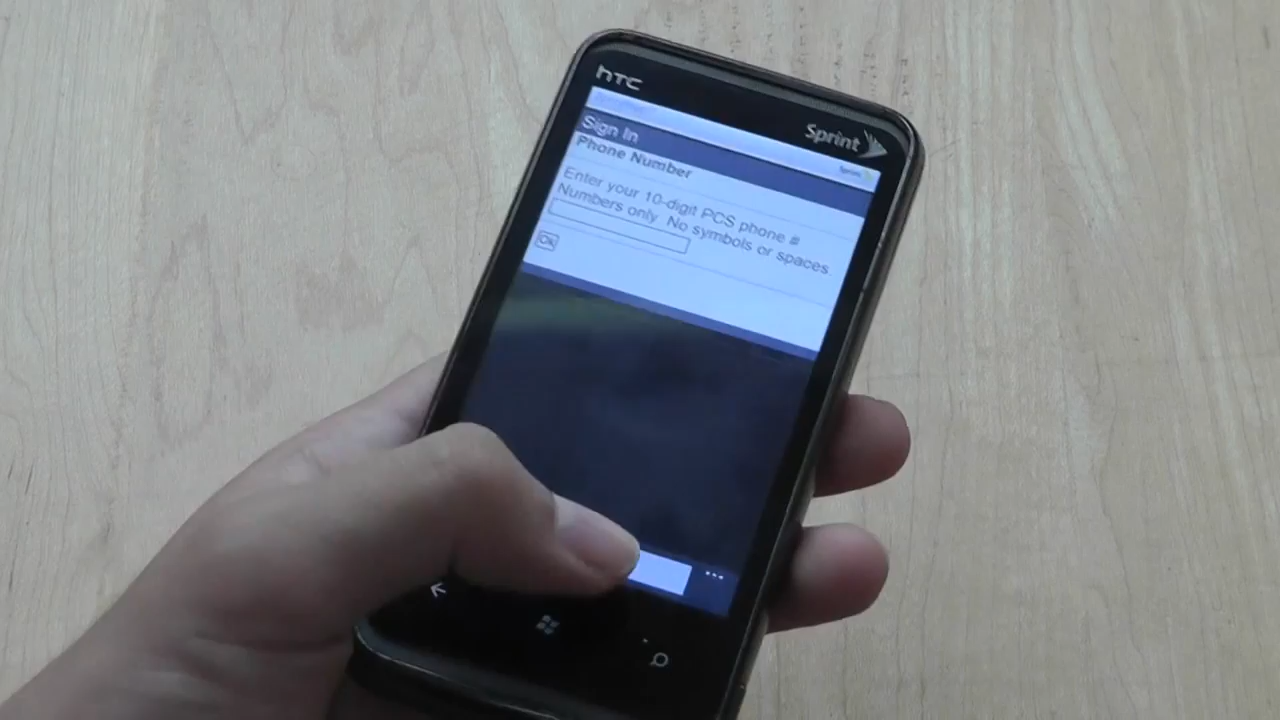 hTC
Sprint
Sprint
Sign In
Phone Number
Enter your 10-digit PCS phone #
Numbers only No symbols or spaces
Ok